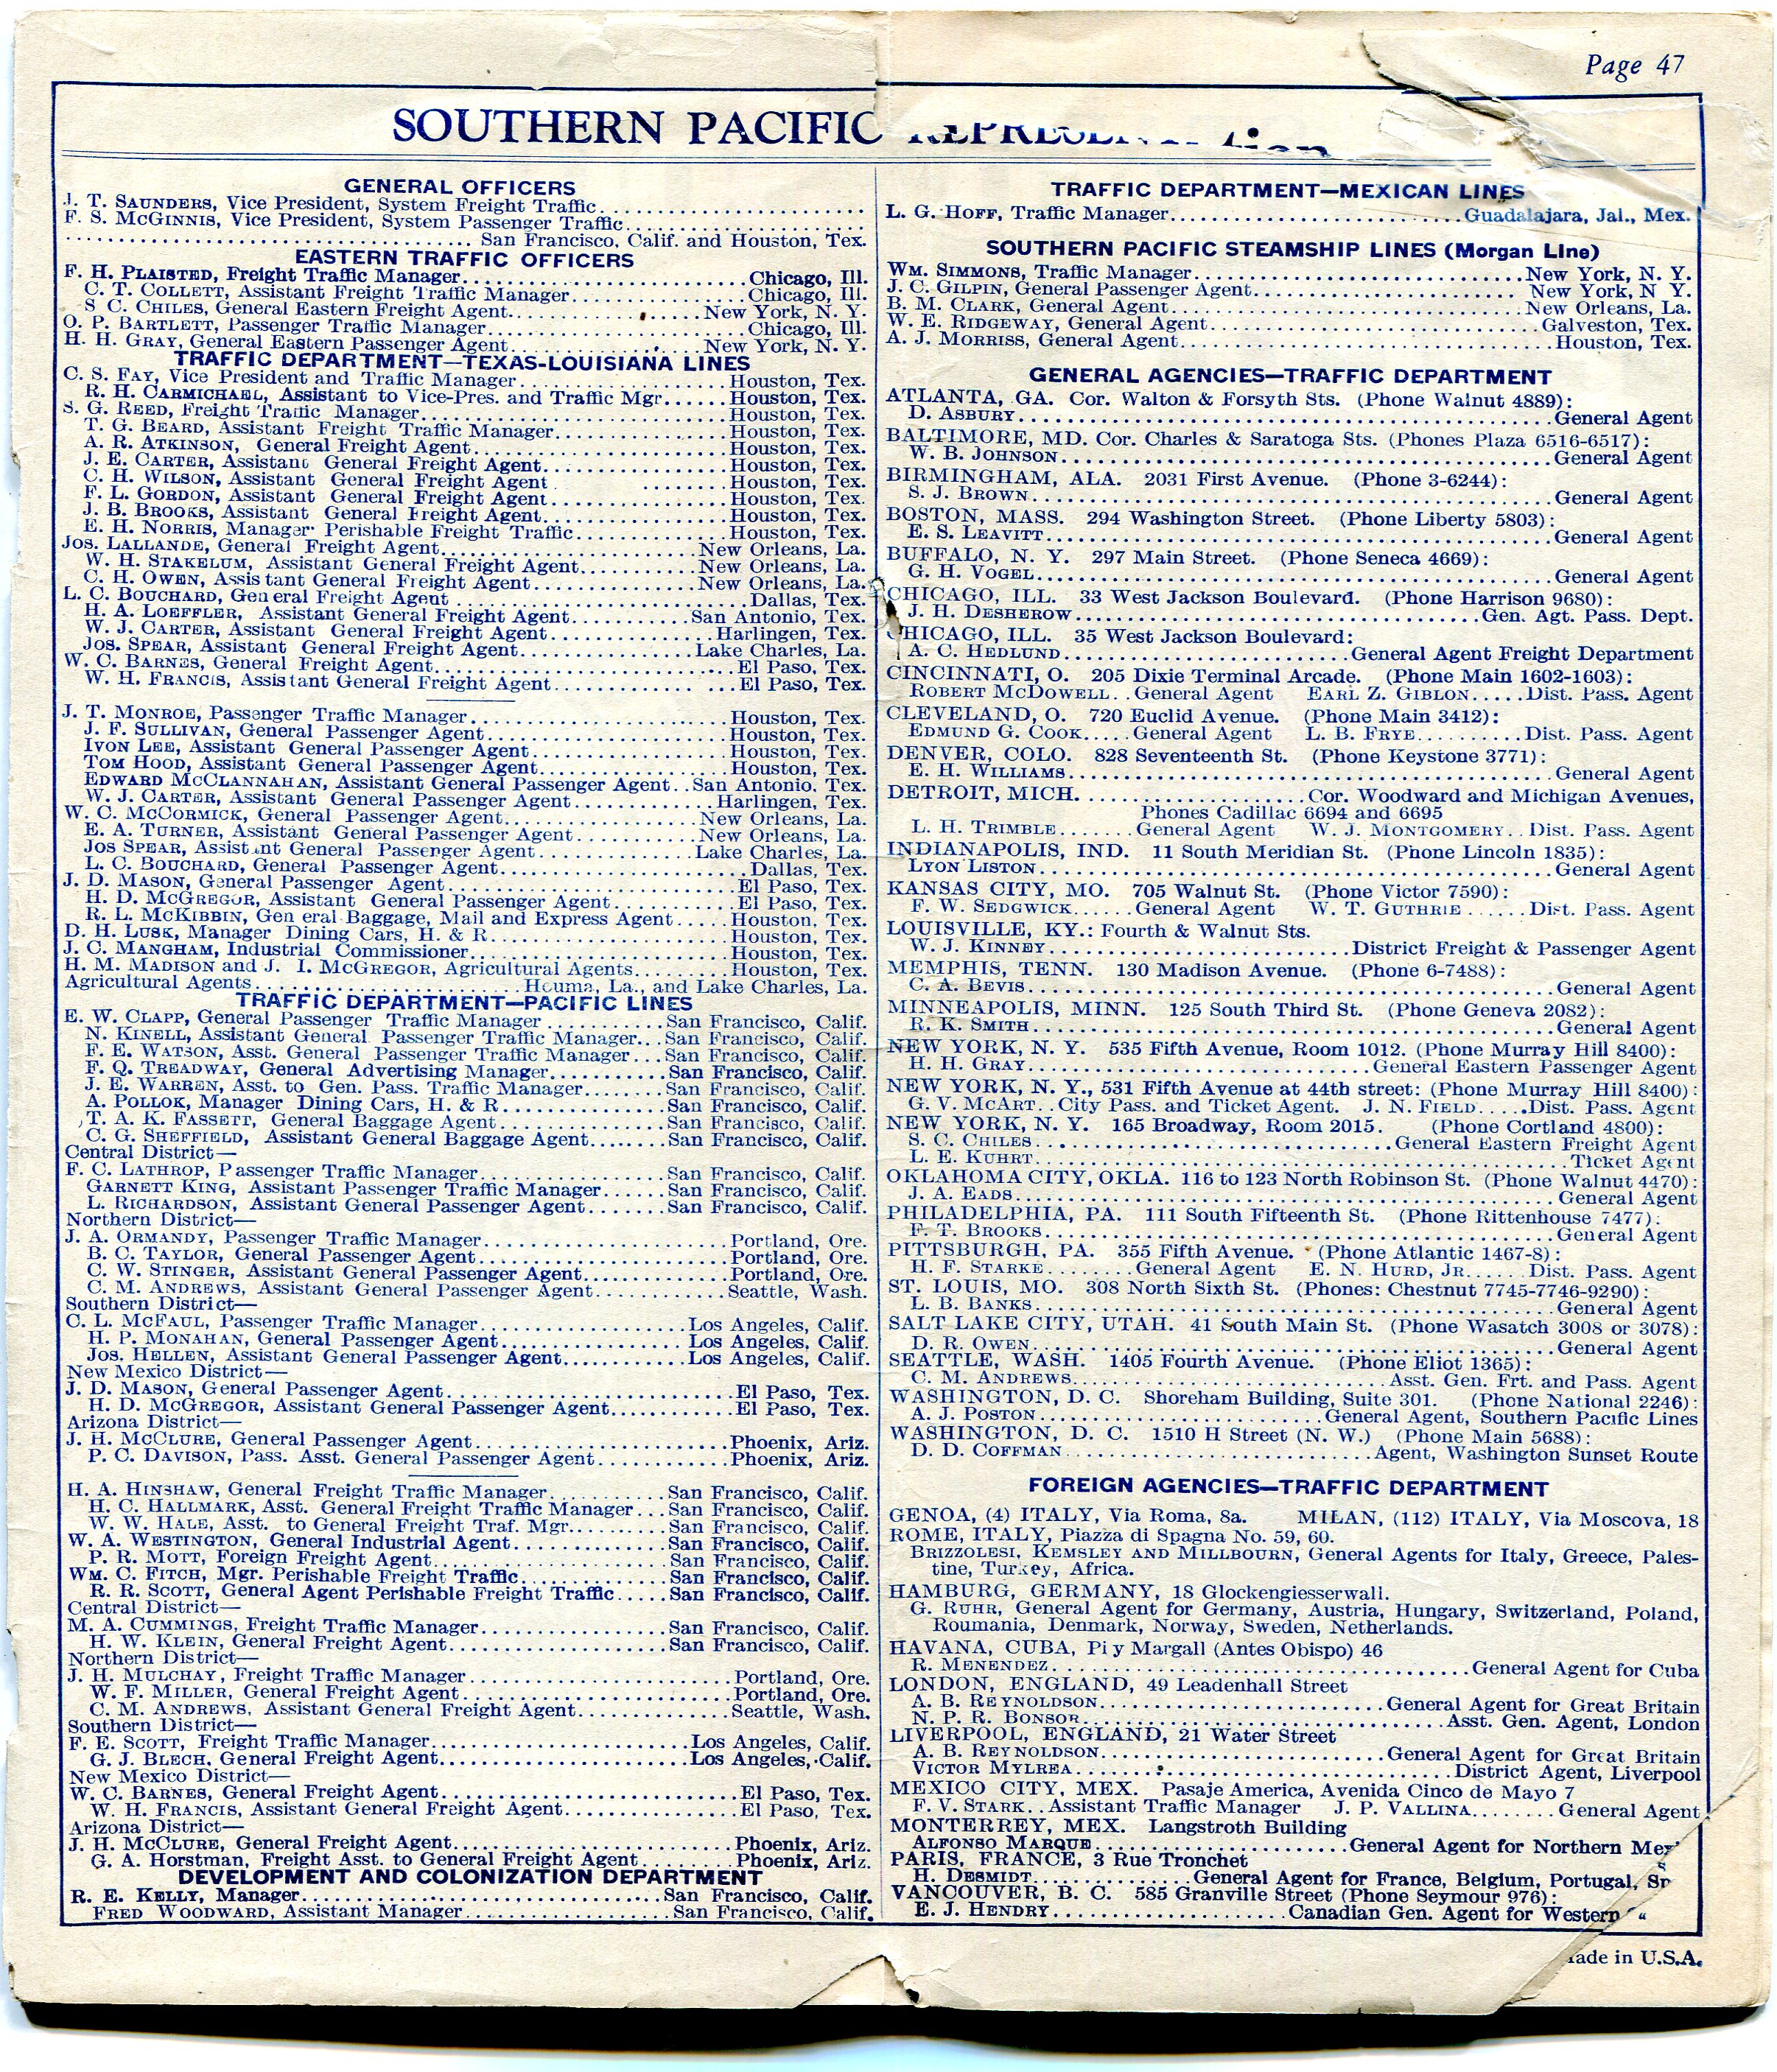 Page 47
SOUTHERN PACIFIC
GENERAL OFFICERS
J. T. SAUNDERS, Vice President, System Freight Traffic
F. S. MCGINNIS, Vice President, System Passenger Traffic
San Francisco, Calif. and Houston, Tex.
EASTERN TRAFFIC OFFICERS
F. H. PLAISTED, Freight Traffic Manager Chicago, Ill.
C. T. COLLETT, Assistant Freight Traffic Manager Chicago, Ill.
S C. CHILES, General Eastern Freight Agent New York, N. Y.
O. P. BARTLETT, Passenger Traffic Manager Chicago, Ill.
H. H. GRAY, General Eastern Passenger Agent New York, N. Y.
TRAFFIC DEPARTMENT—TEXAS-LOUISIANA LINES
C. S. FAY, Vice President and Traffic Manager Houston, Tex.
R. H. CARMICHAEL, Assistant to Vice-Pres. and Traffic Mgr Houston, Tex.
S. G. REED, Freight Traffic Manager Houston, Tex.
T. G. BEARD, Assistant Freight Traffic Manager Houston, Tex.
A. R. ATKINSON, General Freight Agent Houston, Tex.
J. E. CARTER, Assistant General Freight Agent Houston, Tex.
C. H. WILSON, Assistant General Freight Agent Houston, Tex.
F. L. GORDON, Assistant General Freight Agent Houston, Tex.
J. B. BROOKS, Assistant General Freight Agent Houston, Tex.
E. H. NORRIS, Manager Perishable Freight Traffic Houston, Tex.
JOS. LALLANDE, General Freight Agent New Orleans, La.
W. H. STAKELUM, Assistant General Freight Agent New Orleans, La.
C. H. OWEN, Assistant General Freight Agent New Orleans, La.
L. C. BOUCHARD, General Freight Agent Dallas, Tex.
H. A. LOEFFLER, Assistant General Freight Agent San Antonio, Tex.
W. J. CARTER, Assistant General Freight Agent Harlingen, Tex.
JOS. SPEAR, Assistant General Freight Agent Lake Charles, La.
W. C. BARNES, General Freight Agent El Paso, Tex.
W. H. FRANCIS, Assistant General Freight Agent El Paso, Tex.
J. T. MONROE, Passenger Traffic Manager Houston, Tex.
J. F. SULLIVAN, General Passenger Agent Houston, Tex.
IVON LEE, Assistant General Passenger Agent Houston, Tex.
TOM HOOD, Assistant General Passenger Agent Houston, Tex.
EDWARD MCCLANNAHAN, Assistant General Passenger Agent San Antonio. Tex.
W. J. CARTER, Assistant General Passenger Agent Harlingen, Tex.
W. C. MCCORMICK, General Passenger Agent New Orleans, La.
E. A. TURNER, Assistant General Passenger Agent New Orleans, La.
JOS SPEAR, Assistant General Passenger Agent Lake Charles, La.
L. C. BOUCHARD, General Passenger Agent Dallas, Tex.
J. D. MASON, General Passenger Agent El Paso, Tex.
H. D. MCGREGOR, Assistant General Passenger Agent El Paso, Tex.
R. L. MCKIBBIN, General Baggage, Mail and Express Agent Houston, Tex.
D. H. LUSK, Manager Dining Cars, H. & R. Houston, Tex.
J. C. MANGHAM, Industrial Commissioner Houston, Tex.
H. M. MADISON and J. I. MCGREGOR, Agricultural Agents Houston, Tex.
Agricultural Agents Houma, La., and Lake Charles, La.
TRAFFIC DEPARTMENT—PACIFIC LINES
E. W. CLAPP, General Passenger Traffic Manager San Francisco, Calif.
N. KINELL, Assistant General Passenger Traffic Manager San Francisco, Calif.
F. E. WATSON, Asst. General Passenger Traffic Manager San Francisco, Calif.
F. Q. TREADWAY, General Advertising Manager San Francisco, Calif.
J. E. WARREN, Asst. to Gen. Pass. Traffic Manager San Francisco, Calif.
A. POLLOK, Manager Dining Cars, H. & R. San Francisco, Calif.
T. A. K. FASSETT, General Baggage Agent San Francisco, Calif.
C. G. SHEFFIELD, Assistant General Baggage Agent San Francisco, Calif.
Central District—
F. C. LATHROP, Passenger Traffic Manager San Francisco, Calif.
GARNETT KING, Assistant Passenger Traffic Manager San Francisco, Calif.
L. RICHARDSON, Assistant General Passenger Agent San Francisco, Calif.
Northern District—
J. A. ORMANDY, Passenger Traffic Manager Portland, Ore.
B. C. TAYLOR, General Passenger Agent Portland, Ore.
C. W. STINGER, Assistant General Passenger Agent Portland, Ore.
C. M. ANDREWS, Assistant General Passenger Agent Seattle, Wash.
Southern District—
C. L. MCFAUL, Passenger Traffic Manager Los Angeles, Calif.
H. P. MONAHAN, General Passenger Agent Los Angeles, Calif.
JOS. HELLEN, Assistant General Passenger Agent Los Angeles, Calif.
New Mexico District—
J. D. MASON, General Passenger Agent El Paso, Tex.
H. D. MCGREGOR, Assistant General Passenger Agent El Paso, Tex.
Arizona District—
J. H. MCCLURE, General Passenger Agent Phoenix, Ariz.
P. C. DAVISON, Pass. Asst. General Passenger Agent Phoenix, Ariz.
H. A. HINSHAW, General Freight Traffic Manager San Francisco, Calif.
H. C. HALLMARK, Asst. General Freight Traffic Manager San Francisco, Calif.
W. W. HALE, Asst. to General Freight Traf. Mgr. San Francisco, Calif.
W. A. WESTINGTON, General Industrial Agent San Francisco, Calif.
P. R. MOTT, Foreign Freight Agent San Francisco, Calif.
WM. C. FITCH, Mgr. Perishable Freight Traffic San Francisco, Calif.
R. R. SCOTT, General Agent Perishable Freight Traffic San Francisco, Calif.
Central District—
M. A. CUMMINGS, Freight Traffic Manager San Francisco, Calif.
H. W. KLEIN, General Freight Agent San Francisco, Calif.
Northern District—
J. H. MULCHAY, Freight Traffic Manager Portland, Ore.
W. F. MILLER, General Freight Agent Portland, Ore.
C. M. ANDREWS, Assistant General Freight Agent Seattle, Wash.
Southern District—
F. E. SCOTT, Freight Traffic Manager Los Angeles, Calif.
G. J. BLECH, General Freight Agent Los Angeles, Calif.
New Mexico District—
W. C. BARNES, General Freight Agent El Paso, Tex.
W. H. FRANCIS, Assistant General Freight Agent El Paso, Tex.
Arizona District—
J. H. MCCLURE, General Freight Agent Phoenix, Ariz.
G. A. Horstman, Freight Asst. to General Freight Agent Phoenix, Ariz.
DEVELOPMENT AND COLONIZATION DEPARTMENT
R. E. KELLY, Manager San Francisco, Calif.
FRED WOODWARD, Assistant Manager San Francisco, Calif.
TRAFFIC DEPARTMENT—MEXICAN LINES
L. G. HOFF, Traffic Manager Guadalajara, Jal., Mex.
SOUTHERN PACIFIC STEAMSHIP LINES (Morgan Line)
WM. SIMMONS, Traffic Manager New York, N. Y.
J. C. GILPIN, General Passenger Agent New York, N Y.
B. M. CLARK, General Agent New Orleans, La.
W. E. RIDGEWAY, General Agent Galveston, Tex.
A. J. MORRISS, General Agent Houston, Tex.
GENERAL AGENCIES—TRAFFIC DEPARTMENT
ATLANTA, GA. Cor. Walton & Forsyth Sts. (Phone Walnut 4889):
D. ASBURY General Agent
BALTIMORE, MD. Cor. Charles & Saratoga Sts. (Phones Plaza 6516-6517):
W. B. JOHNSON General Agent
BIRMINGHAM, ALA. 2031 First Avenue. (Phone 3-6244):
S. J. BROWN General Agent
BOSTON, MASS. 294 Washington Street. (Phone Liberty 5803):
E. S. LEAVITT General Agent
BUFFALO, N. Y. 297 Main Street. (Phone Seneca 4669):
G. H. VOGEL General Agent
CHICAGO, ILL. 33 West Jackson Boulevard. (Phone Harrison 9680):
J. H. DESHEROW Gen. Agt. Pass. Dept.
CHICAGO, ILL. 35 West Jackson Boulevard:
A. C. HEDLUND General Agent Freight Department
CINCINNATI, O. 205 Dixie Terminal Arcade. (Phone Main 1602-1603):
ROBERT MCDOWELL General Agent EARL Z. GIBLON Dist. Pass. Agent
CLEVELAND, O. 720 Euclid Avenue. (Phone Main 3412):
EDMUND G. COOK General Agent L. B. FRYE Dist. Pass. Agent
DENVER, COLO. 828 Seventeenth St. (Phone Keystone 3771):
E. H. WILLIAMS General Agent
DETROIT, MICH. Cor. Woodward and Michigan Avenues,
Phones Cadillac 6694 and 6695
L. H. TRIMBLE General Agent W. J. MONTGOMERY Dist. Pass. Agent
INDIANAPOLIS, IND. 11 South Meridian St. (Phone Lincoln 1835):
LYON LISTON General Agent
KANSAS CITY, MO. 705 Walnut St. (Phone Victor 7590):
F. W. SEDGWICK General Agent W. T. GUTHRIE Dist. Pass. Agent
LOUISVILLE, KY.: Fourth & Walnut Sts.
W. J. KINNEY District Freight & Passenger Agent
MEMPHIS, TENN. 130 Madison Avenue. (Phone 6-7488):
C. A. BEVIS General Agent
MINNEAPOLIS, MINN. 125 South Third St. (Phone Geneva 2082):
R. K. SMITH General Agent
NEW YORK, N. Y. 535 Fifth Avenue, Room 1012. (Phone Murray Hill 8400):
H. H. GRAY General Eastern Passenger Agent
NEW YORK, N. Y., 531 Fifth Avenue at 44th street: (Phone Murray Hill 8400):
G. V. MCART City Pass. and Ticket Agent. J. N. FIELD Dist. Pass. Agent
NEW YORK, N. Y. 165 Broadway, Room 2015. (Phone Cortland 4800):
S. C. CHILES General Eastern Freight Agent
L. E. KUHRT Ticket Agent
OKLAHOMA CITY, OKLA. 116 to 123 North Robinson St. (Phone Walnut 4470):
J. A. EADS General Agent
PHILADELPHIA, PA. 111 South Fifteenth St. (Phone Rittenhouse 7477):
F. T. BROOKS General Agent
PITTSBURGH, PA. 355 Fifth Avenue. (Phone Atlantic 1467-8):
H. F. STARKE General Agent E. N. HURD, JR. Dist. Pass. Agent
ST. LOUIS, MO. 308 North Sixth St. (Phones: Chestnut 7745-7746-9290):
L. B. BANKS General Agent
SALT LAKE CITY, UTAH. 41 South Main St. (Phone Wasatch 3008 or 3078):
D. R. OWEN General Agent
SEATTLE, WASH. 1405 Fourth Avenue. (Phone Eliot 1365):
C. M. ANDREWS Asst. Gen. Frt. and Pass. Agent
WASHINGTON, D. C. Shoreham Building, Suite 301. (Phone National 2246):
A. J. POSTON General Agent, Southern Pacific Lines
WASHINGTON, D. C. 1510 H Street (N. W.) (Phone Main 5688):
D. D. COFFMAN Agent, Washington Sunset Route
FOREIGN AGENCIES—TRAFFIC DEPARTMENT
GENOA, (4) ITALY, Via Roma, 8a. MILAN, (112) ITALY, Via Moscova, 18
ROME, ITALY, Piazza di Spagna No. 59, 60.
BRIZZOLESI, KEMSLEY AND MILLBOURN, General Agents for Italy, Greece, Pales-
tine, Turkey, Africa.
HAMBURG, GERMANY, 18 Glockengiesserwall.
G. RUHR, General Agent for Germany, Austria, Hungary, Switzerland, Poland,
Roumania, Denmark, Norway, Sweden, Netherlands.
HAVANA, CUBA, Pi y Margall (Antes Obispo) 46
R. MENENDEZ General Agent for Cuba
LONDON, ENGLAND, 49 Leadenhall Street
A. B. REYNOLDSON General Agent for Great Britain
N. P. R. BONSOR Asst. Gen. Agent, London
LIVERPOOL, ENGLAND, 21 Water Street
A. B. REYNOLDSON General Agent for Great Britain
VICTOR MYLREA District Agent, Liverpool
MEXICO CITY, MEX. Pasaje America, Avenida Cinco de Mayo 7
F. V. STARK Assistant Traffic Manager J. P. VALLINA General Agent
MONTERREY, MEX. Langstroth Building
ALFONSO MARQUE General Agent for Northern
PARIS, FRANCE, 3 Rue Tronchet
H. DESMIDT General Agent for France, Belgium, Portugal,
VANCOUVER, B. C. 585 Granville Street (Phone Seymour 976):
E. J. HENDRY Canadian Gen. Agent for Western
in U.S.A.